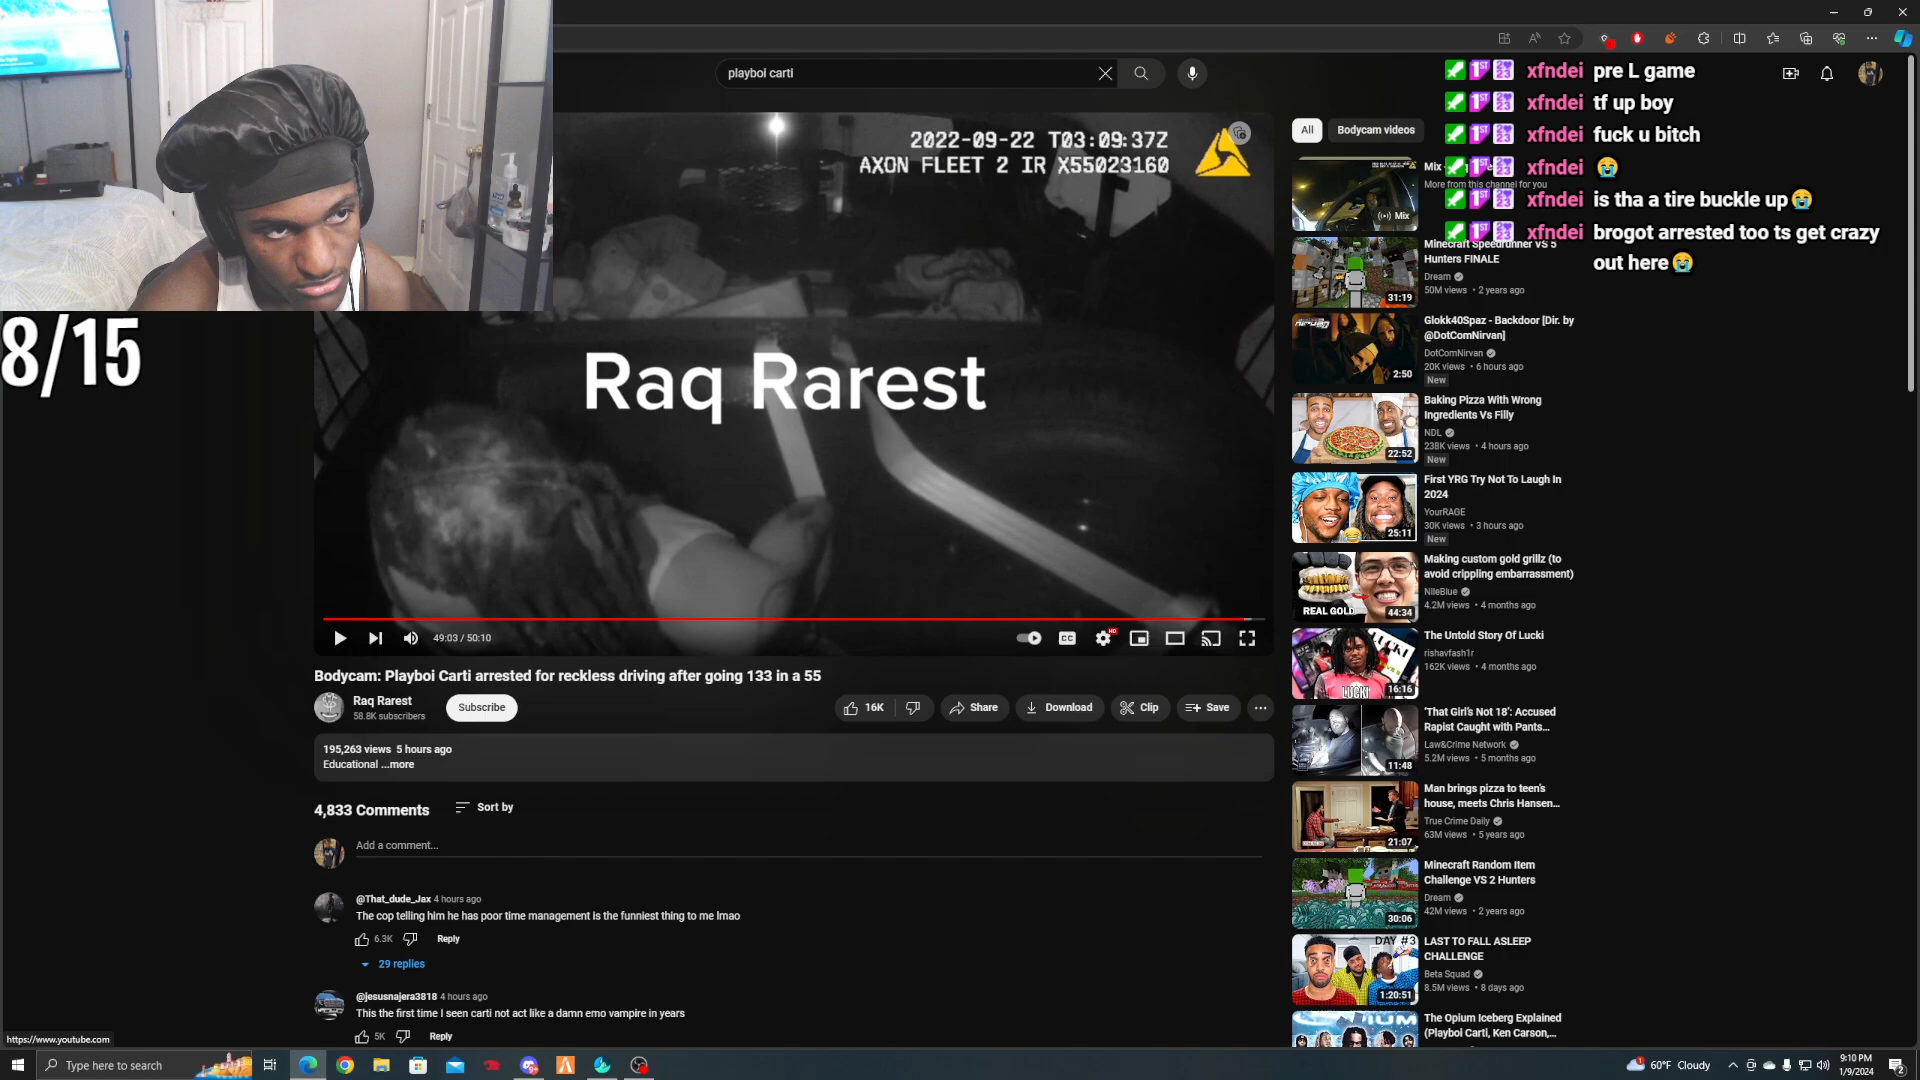 playboi carti
8/15
2022-09-22 T03:09:37Z
AXON FLEET 2 IR X55023160
Raq Rarest
49:03 / 50:10
Bodycam: Playboi Carti arrested for reckless driving after going 133 in a 55
Raq Rarest
58.8K subscribers
Subscribe
16K
Share
Download
Clip
Save
195,263 views 5 hours ago
Educational ...more
4,833 Comments
Sort by
Add a comment...
@That_dude_Jax 4 hours ago
The cop telling him he has poor time management is the funniest thing to me lmao
6.3K
Reply
29 replies
@jesusnajera3818 4 hours ago
This the first time I seen carti not act like a damn emo vampire in years
5K
Reply
xfndei pre L game
xfndei tf up boy
xfndei fuck u bitch
xfndei 😭
xfndei is tha a tire buckle up😭
xfndei brogot arrested too ts get crazy
out here😭
All
Bodycam videos
Mix
More from this channel for you
Mix
Minecraft Speedrunner VS 5
Hunters FINALE
Dream
50M views • 2 years ago
31:19
Glokk40Spaz - Backdoor [Dir. by
@DotComNirvan]
DotComNirvan
20K views • 6 hours ago
New
2:50
Baking Pizza With Wrong
Ingredients Vs Filly
NDL
238K views • 4 hours ago
New
22:52
First YRG Try Not To Laugh In
2024
YourRAGE
30K views • 3 hours ago
New
25:11
Making custom gold grillz (to
avoid crippling embarrassment)
NileBlue
4.2M views • 4 months ago
REAL GOLD
44:34
The Untold Story Of Lucki
rishavfash1r
162K views • 4 months ago
LUCKI
16:16
'That Girl's Not 18': Accused
Rapist Caught with Pants...
Law&Crime Network
5.2M views • 5 months ago
11:48
Man brings pizza to teen's
house, meets Chris Hansen...
True Crime Daily
63M views • 5 years ago
21:07
Minecraft Random Item
Challenge VS 2 Hunters
Dream
42M views • 2 years ago
30:06
DAY #3
LAST TO FALL ASLEEP
CHALLENGE
Beta Squad
8.5M views • 8 days ago
1:20:51
The Opium Iceberg Explained
(Playboi Carti, Ken Carson,...
https://www.youtube.com
Type here to search
60°F Cloudy
9:10 PM
1/9/2024